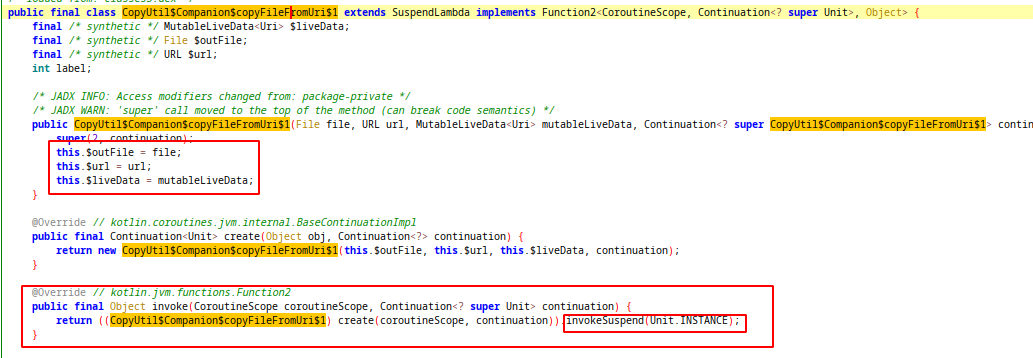 public final class CopyUtil$Companion$copyFileFromUri$1 extends SuspendLambda implements Function2<CoroutineScope, Continuation<? super Unit>, Object> {
final /* synthetic */ MutableLiveData<Uri> $liveData;
final /* synthetic */ File $outFile;
final /* synthetic */ URL $url;
int label;
/* JADX INFO: Access modifiers changed from: package-private */
/* JADX WARN: 'super' call moved to the top of the method (can break code semantics) */
public CopyUtil$Companion$copyFileFromUri$1(File file, URL url, MutableLiveData<Uri> mutableLiveData, Continuation<? super CopyUtil$Companion$copyFileFromUri$1> contin
super(2, continuation);
this.$outFile = file;
this.$url = url;
this.$liveData = mutableLiveData;
}
@Override // kotlin.coroutines.jvm.internal.BaseContinuationImpl
public final Continuation<Unit> create(Object obj, Continuation<?> continuation) {
return new CopyUtil$Companion$copyFileFromUri$1(this.$outFile, this.$url, this.$liveData, continuation);
}
@Override // kotlin.jvm.functions.Function2
public final Object invoke(CoroutineScope coroutineScope, Continuation<? super Unit> continuation) {
return ((CopyUtil$Companion$copyFileFromUri$1) create(coroutineScope, continuation)).invokeSuspend(Unit.INSTANCE);
}